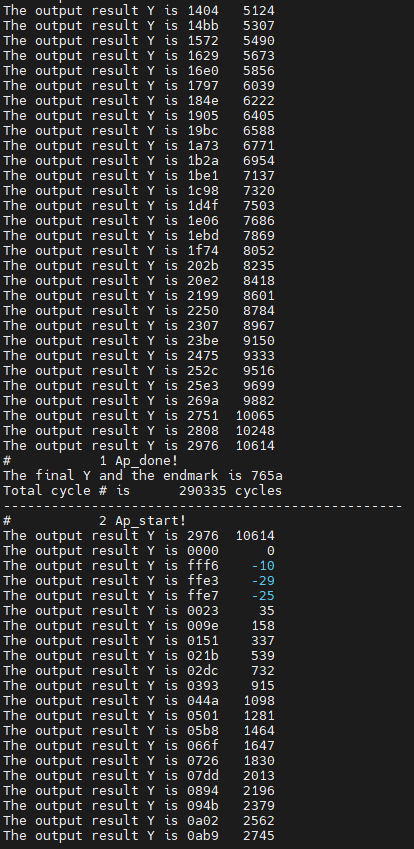 The output result Y is 1404   5124
The output result Y is 14bb   5307
The output result Y is 1572   5490
The output result Y is 1629   5673
The output result Y is 16e0   5856
The output result Y is 1797   6039
The output result Y is 184e   6222
The output result Y is 1905   6405
The output result Y is 19bc   6588
The output result Y is 1a73   6771
The output result Y is 1b2a   6954
The output result Y is 1be1   7137
The output result Y is 1c98   7320
The output result Y is 1d4f   7503
The output result Y is 1e06   7686
The output result Y is 1ebd   7869
The output result Y is 1f74   8052
The output result Y is 202b   8235
The output result Y is 20e2   8418
The output result Y is 2199   8601
The output result Y is 2250   8784
The output result Y is 2307   8967
The output result Y is 23be   9150
The output result Y is 2475   9333
The output result Y is 252c   9516
The output result Y is 25e3   9699
The output result Y is 269a   9882
The output result Y is 2751  10065
The output result Y is 2808  10248
The output result Y is 2976  10614
#           1 Ap_done!
The final Y and the endmark is 765a
Total cycle # is      290335 cycles
--------------------------------------------------
#           2 Ap_start!
The output result Y is 2976  10614
The output result Y is 0000      0
The output result Y is fff6    -10
The output result Y is ffe3    -29
The output result Y is ffe7    -25
The output result Y is 0023     35
The output result Y is 009e    158
The output result Y is 0151    337
The output result Y is 021b    539
The output result Y is 02dc    732
The output result Y is 0393    915
The output result Y is 044a   1098
The output result Y is 0501   1281
The output result Y is 05b8   1464
The output result Y is 066f   1647
The output result Y is 0726   1830
The output result Y is 07dd   2013
The output result Y is 0894   2196
The output result Y is 094b   2379
The output result Y is 0a02   2562
The output result Y is 0ab9   2745